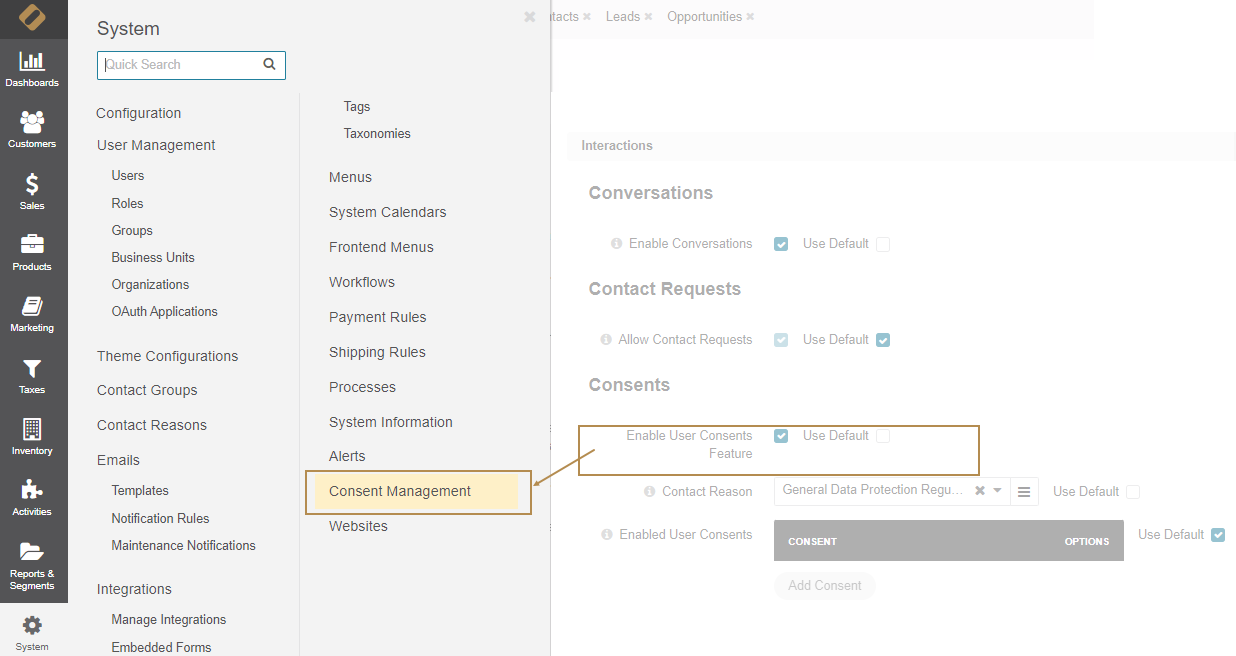 Dashboards
Customers
Sales
Products
Marketing
Taxes
Inventory
Activities
Reports &
Segments
System
System
Quick Search
Configuration
User Management
Users
Roles
Groups
Business Units
Organizations
OAuth Applications
Theme Configurations
Contact Groups
Contact Reasons
Emails
Templates
Notification Rules
Maintenance Notifications
Integrations
Manage Integrations
Embedded Forms
Tags
Taxonomies
Menus
System Calendars
Frontend Menus
Workflows
Payment Rules
Shipping Rules
Processes
System Information
Alerts
Consent Management
Websites
tacts × Leads × Opportunities ×
Interactions
Conversations
Enable Conversations Use Default
Contact Requests
Allow Contact Requests Use Default
Consents
Enable User Consents Use Default
Feature
Contact Reason General Data Protection Regu... Use Default
Enabled User Consents CONSENT OPTIONS Use Default
Add Consent